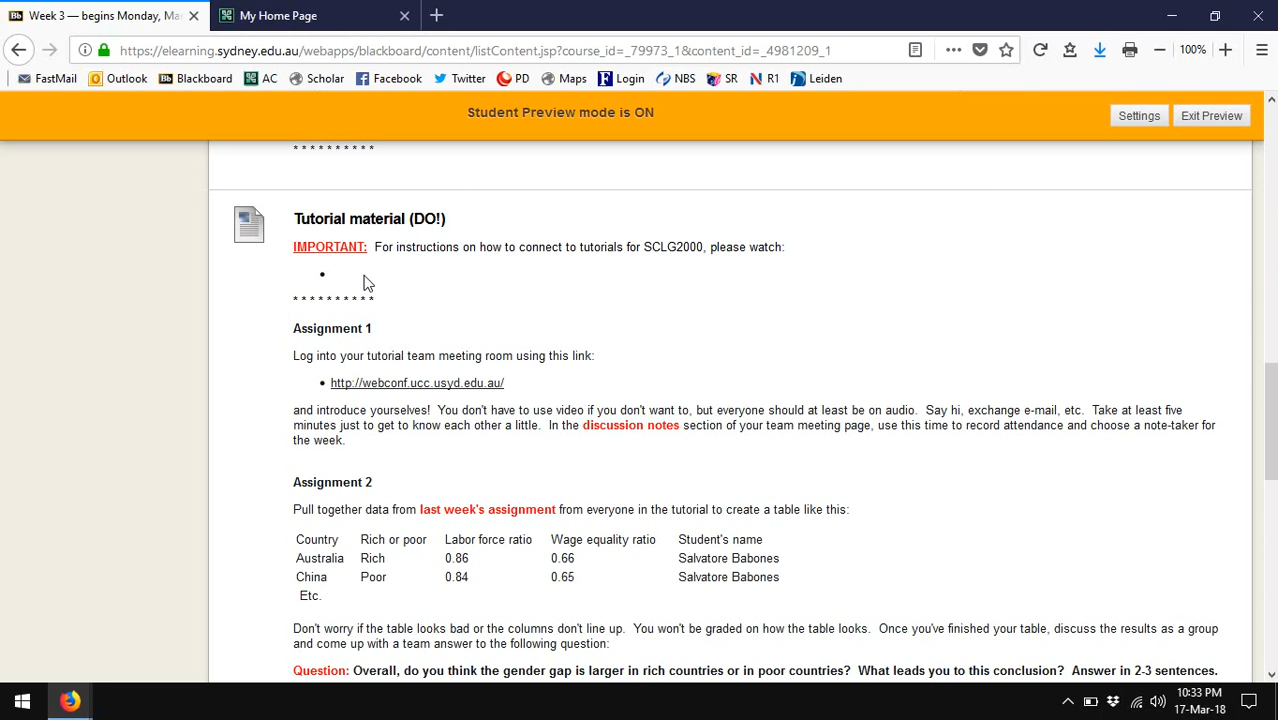 Week 3 — begins Monday, Ma
My Home Page
https://elearning.sydney.edu.au/webapps/blackboard/content/listContent.jsp?course_id=_79973_1&content_id=_4981209_1
100%
FastMail Outlook Blackboard AC Scholar Facebook Twitter PD Maps Login NBS SR R1 Leiden
Student Preview mode is ON
Settings
Exit Preview
* * * * * * * * * *
Tutorial material (DO!)
IMPORTANT: For instructions on how to connect to tutorials for SCLG2000, please watch:
•
* * * * * * * * * *
Assignment 1
Log into your tutorial team meeting room using this link:
• http://webconf.ucc.usyd.edu.au/
and introduce yourselves! You don't have to use video if you don't want to, but everyone should at least be on audio. Say hi, exchange e-mail, etc. Take at least five
minutes just to get to know each other a little. In the discussion notes section of your team meeting page, use this time to record attendance and choose a note-taker for
the week.
Assignment 2
Pull together data from last week's assignment from everyone in the tutorial to create a table like this:
Country Rich or poor Labor force ratio Wage equality ratio Student's name
Australia Rich 0.86 0.66 Salvatore Babones
China Poor 0.84 0.65 Salvatore Babones
Etc.
Don't worry if the table looks bad or the columns don't line up. You won't be graded on how the table looks. Once you've finished your table, discuss the results as a group
and come up with a team answer to the following question:
Question: Overall, do you think the gender gap is larger in rich countries or in poor countries? What leads you to this conclusion? Answer in 2-3 sentences.
10:33 PM
17-Mar-18